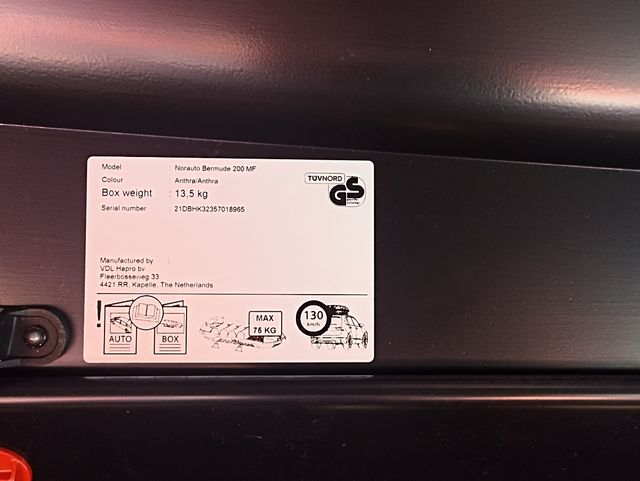 Model : Norauto Bermude 200 MF
Colour : Anthra/Anthra
Box weight : 13,5 kg
Serial number : 21DBHK32357018965
TÜVNORD
GS
Manufactured by :
VDL Hapro bv
Fleerbosseweg 33
4421 RR, Kapelle, The Netherlands
!
AUTO
BOX
MAX
75 KG
130
km/h